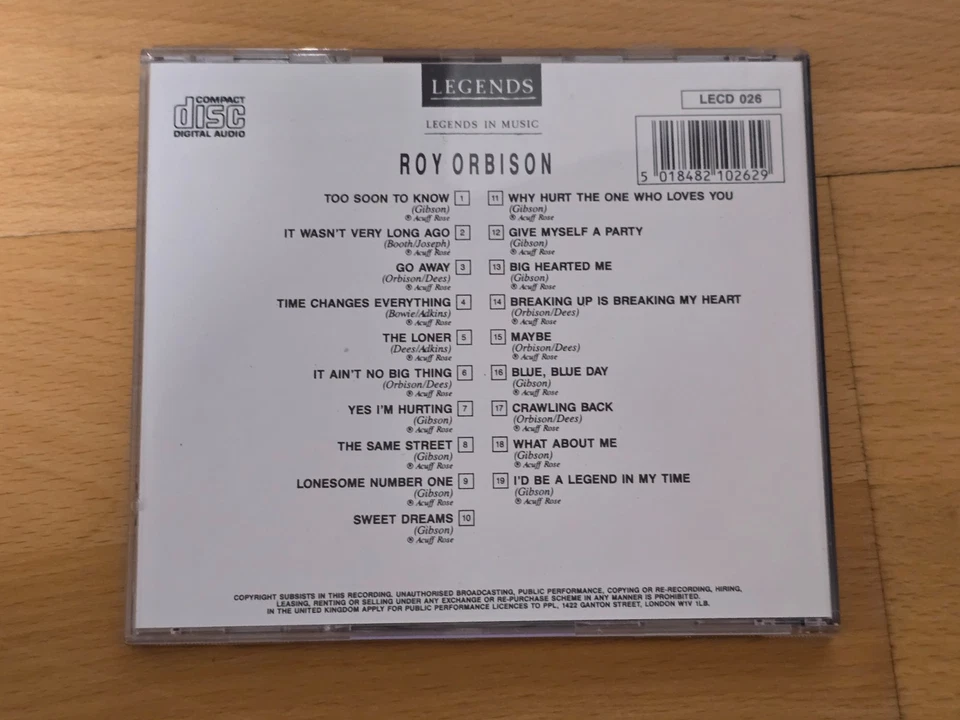 LEGENDS
LEGENDS IN MUSIC
COMPACT
disc
DIGITAL AUDIO
LECD 026
5 018482 102629
ROY ORBISON
TOO SOON TO KNOW 1
(Gibson)
℗ Acuff Rose
IT WASN'T VERY LONG AGO 2
(Booth/Joseph)
℗ Acuff Rose
GO AWAY 3
(Orbison/Dees)
℗ Acuff Rose
TIME CHANGES EVERYTHING 4
(Bowie/Adkins)
℗ Acuff Rose
THE LONER 5
(Dees/Adkins)
℗ Acuff Rose
IT AIN'T NO BIG THING 6
(Orbison/Dees)
℗ Acuff Rose
YES I'M HURTING 7
(Gibson)
℗ Acuff Rose
THE SAME STREET 8
(Gibson)
℗ Acuff Rose
LONESOME NUMBER ONE 9
(Gibson)
℗ Acuff Rose
SWEET DREAMS 10
(Gibson)
℗ Acuff Rose
11 WHY HURT THE ONE WHO LOVES YOU
(Gibson)
℗ Acuff Rose
12 GIVE MYSELF A PARTY
(Gibson)
℗ Acuff Rose
13 BIG HEARTED ME
(Gibson)
℗ Acuff Rose
14 BREAKING UP IS BREAKING MY HEART
(Orbison/Dees)
℗ Acuff Rose
15 MAYBE
(Orbison/Dees)
℗ Acuff Rose
16 BLUE, BLUE DAY
(Gibson)
℗ Acuff Rose
17 CRAWLING BACK
(Orbison/Dees)
℗ Acuff Rose
18 WHAT ABOUT ME
(Gibson)
℗ Acuff Rose
19 I'D BE A LEGEND IN MY TIME
(Gibson)
℗ Acuff Rose
COPYRIGHT SUBSISTS IN THIS RECORDING, UNAUTHORISED BROADCASTING, PUBLIC PERFORMANCE, COPYING OR RE-RECORDING, HIRING,
LEASING, RENTING OR SELLING UNDER ANY EXCHANGE OR RE-PURCHASE SCHEME IN ANY MANNER IS PROHIBITED.
IN THE UNITED KINGDOM APPLY FOR PUBLIC PERFORMANCE LICENCES TO PPL, 1422 GANTON STREET, LONDON W1V 1LB.